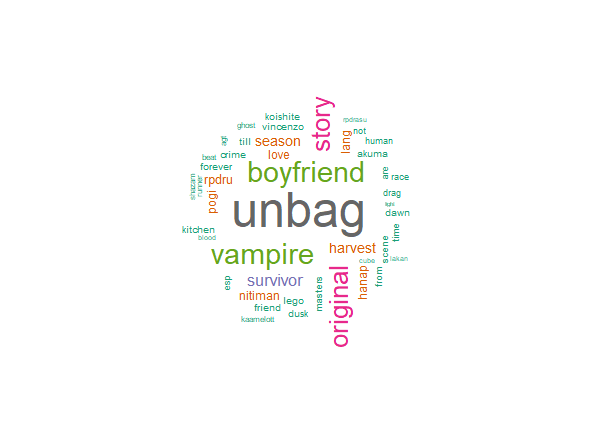 koishite
story
rpdrasu
ghost
vincenzo
lang
not
agt
till
season
human
crime
love
akuma
beat
forever
boyfriend
are
race
shazam
runner
rpdru
pogi
drag
light
unbag
dawn
kitchen
blood
time
vampire
harvest
scene
cube
lakan
esp
survivor
original
hanap
from
nitiman
lego
masters
friend
dusk
kaamelott